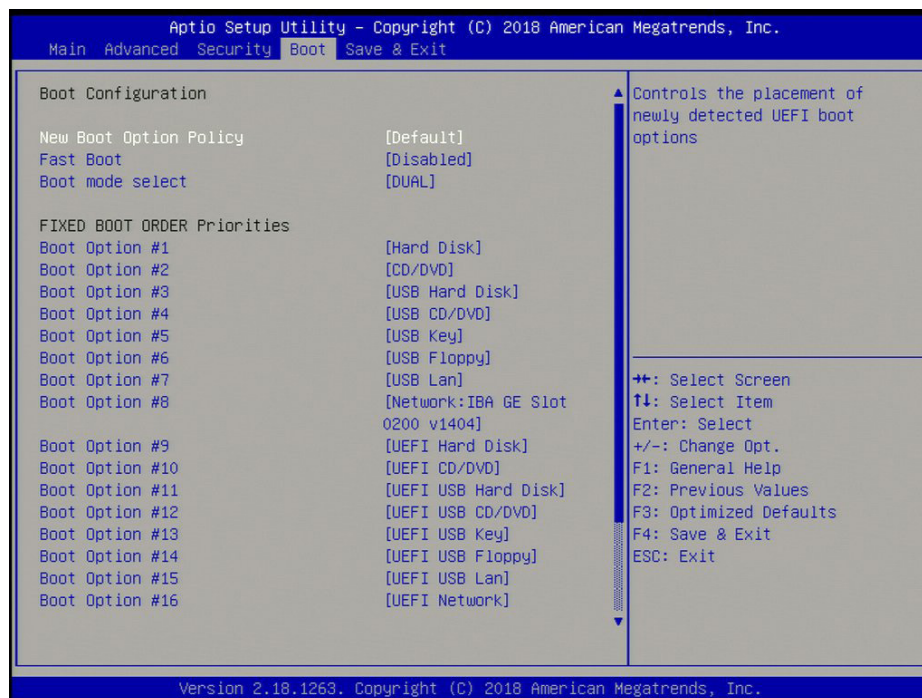 Aptio Setup Utility – Copyright (C) 2018 American Megatrends, Inc.
Main Advanced Security Boot Save & Exit
Boot Configuration
New Boot Option Policy [Default]
Fast Boot [Disabled]
Boot mode select [DUAL]
FIXED BOOT ORDER Priorities
Boot Option #1 [Hard Disk]
Boot Option #2 [CD/DVD]
Boot Option #3 [USB Hard Disk]
Boot Option #4 [USB CD/DVD]
Boot Option #5 [USB Key]
Boot Option #6 [USB Floppy]
Boot Option #7 [USB Lan]
Boot Option #8 [Network:IBA GE Slot
0200 v1404]
Boot Option #9 [UEFI Hard Disk]
Boot Option #10 [UEFI CD/DVD]
Boot Option #11 [UEFI USB Hard Disk]
Boot Option #12 [UEFI USB CD/DVD]
Boot Option #13 [UEFI USB Key]
Boot Option #14 [UEFI USB Floppy]
Boot Option #15 [UEFI USB Lan]
Boot Option #16 [UEFI Network]
Controls the placement of
newly detected UEFI boot
options
→←: Select Screen
↑↓: Select Item
Enter: Select
+/-: Change Opt.
F1: General Help
F2: Previous Values
F3: Optimized Defaults
F4: Save & Exit
ESC: Exit
Version 2.18.1263. Copyright (C) 2018 American Megatrends, Inc.